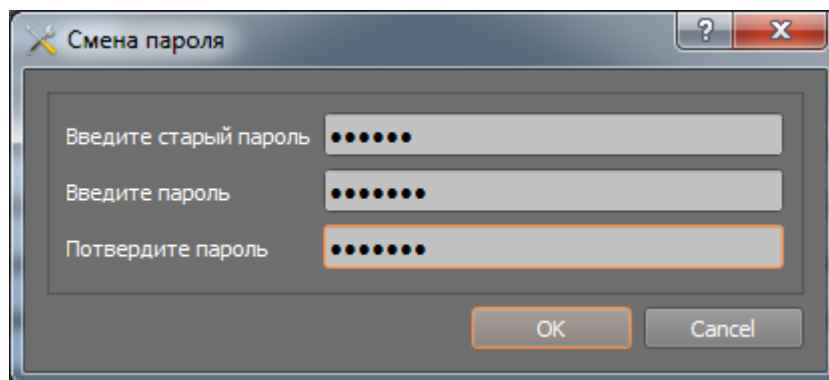 Смена пароля
?
X
Введите старый пароль ●●●●●●
Введите пароль ●●●●●●●
Потвердите пароль ●●●●●●●
OK Cancel